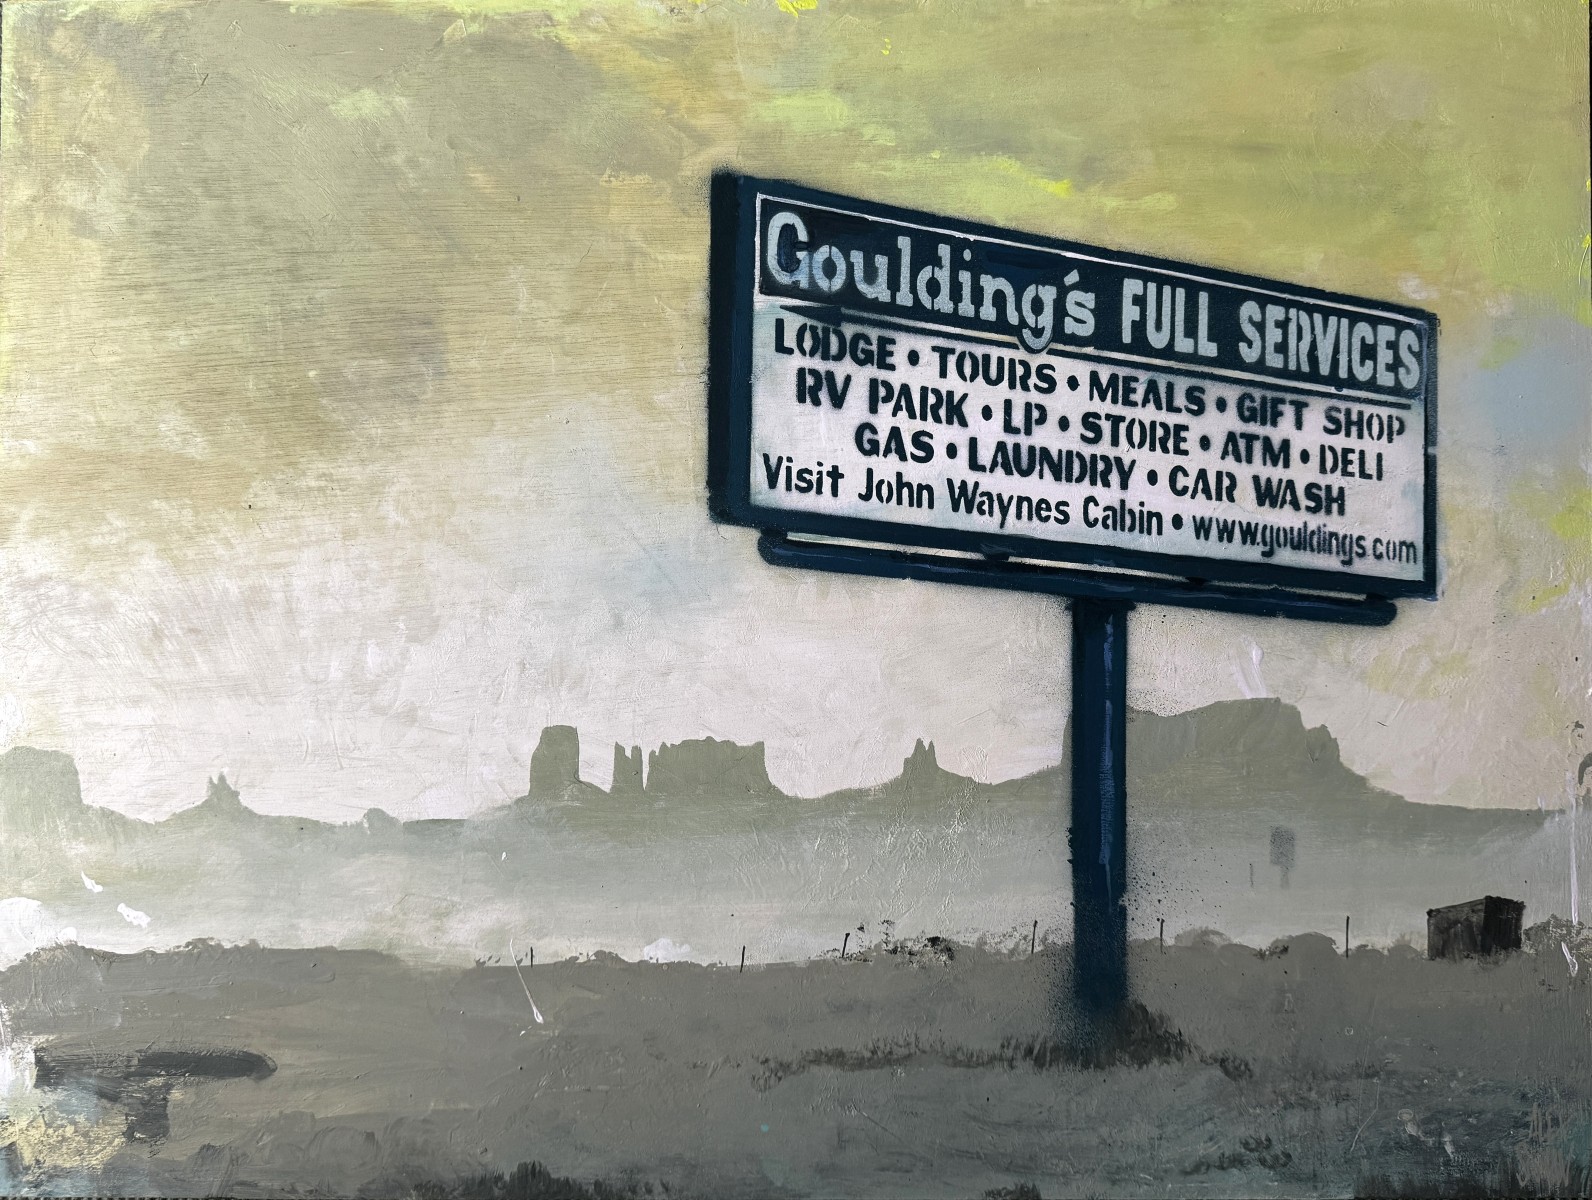 Goulding's FULL SERVICES
LODGE • TOURS • MEALS • GIFT SHOP
RV PARK • LP • STORE • ATM • DELI
GAS • LAUNDRY • CAR WASH
Visit John Waynes Cabin • www.gouldings.com